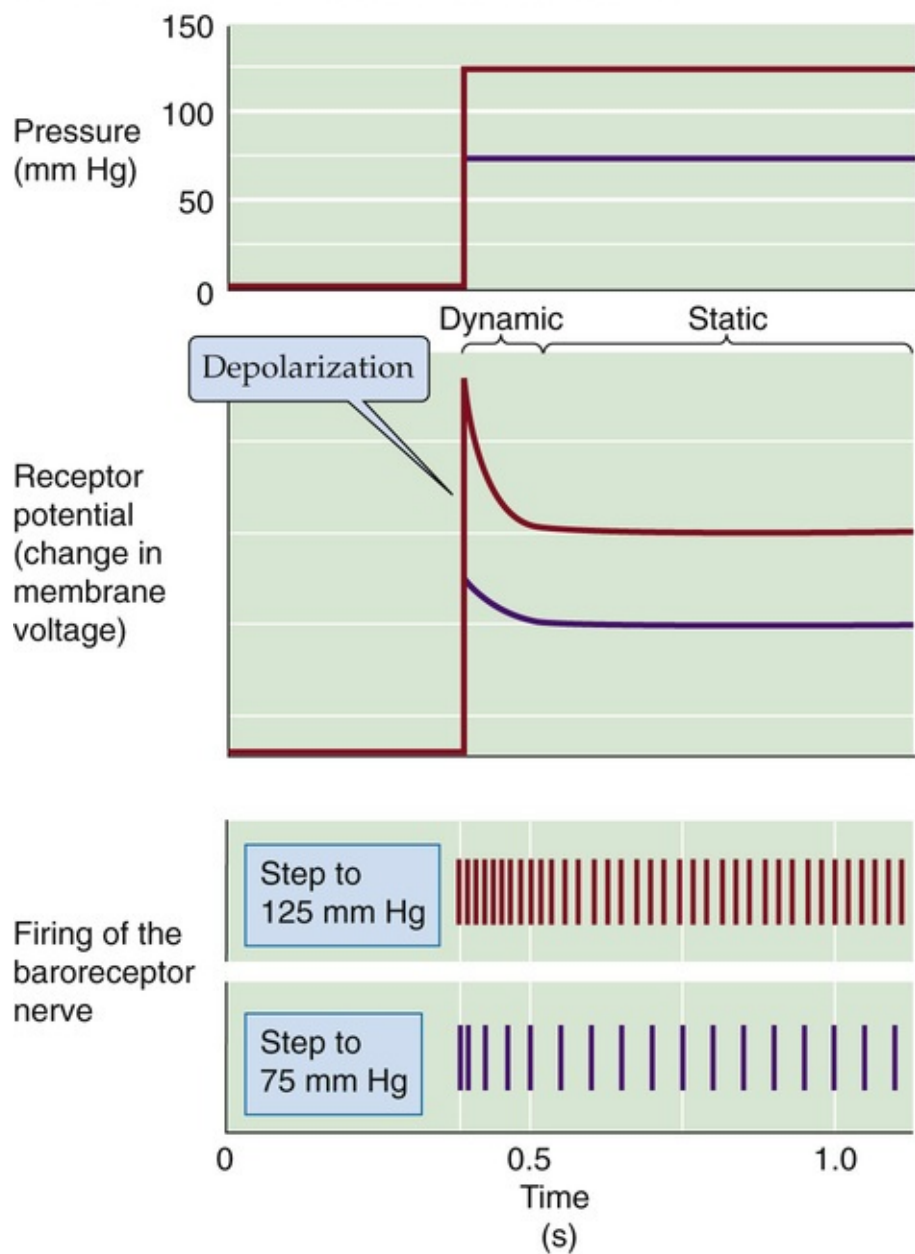 150
100
50
0
Pressure
(mm Hg)
Dynamic
Static
Depolarization
Receptor
potential
(change in
membrane
voltage)
Firing of the
baroreceptor
nerve
Step to
125 mm Hg
Step to
75 mm Hg
0
0.5
1.0
Time
(s)